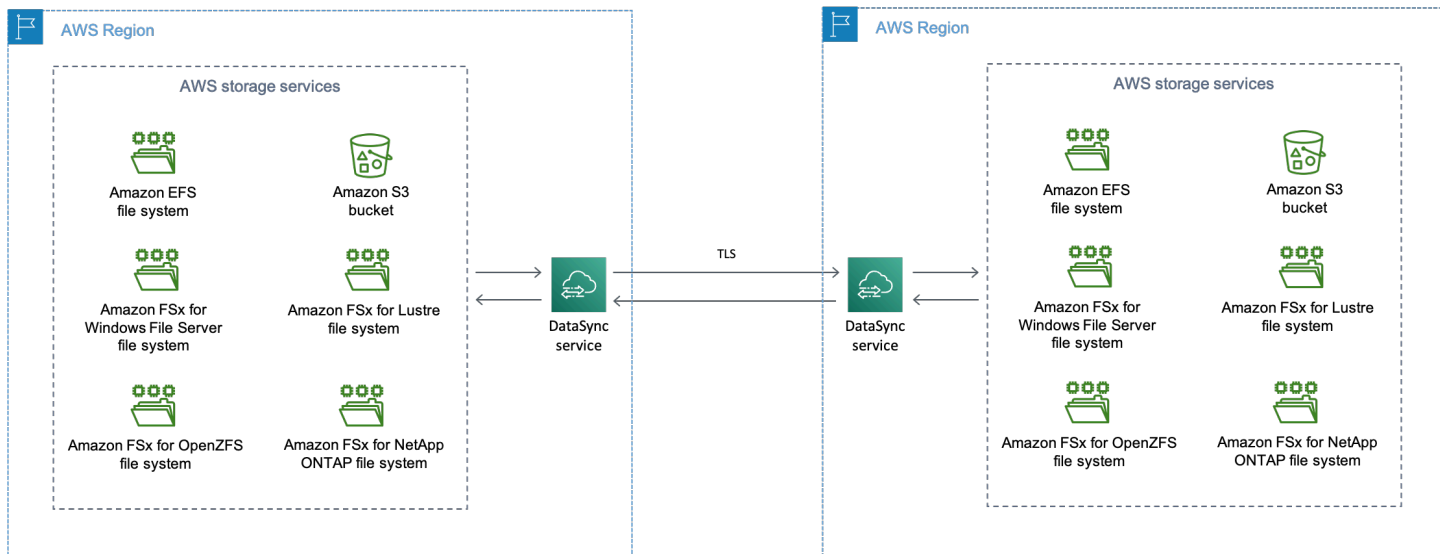 AWS Region
AWS storage services
Amazon EFS
file system
Amazon S3
bucket
Amazon FSx for
Windows File Server
file system
Amazon FSx for Lustre
file system
Amazon FSx for OpenZFS
file system
Amazon FSx for NetApp
ONTAP file system
DataSync
service
TLS
DataSync
service
AWS Region
AWS storage services
Amazon EFS
file system
Amazon S3
bucket
Amazon FSx for
Windows File Server
file system
Amazon FSx for Lustre
file system
Amazon FSx for OpenZFS
file system
Amazon FSx for NetApp
ONTAP file system